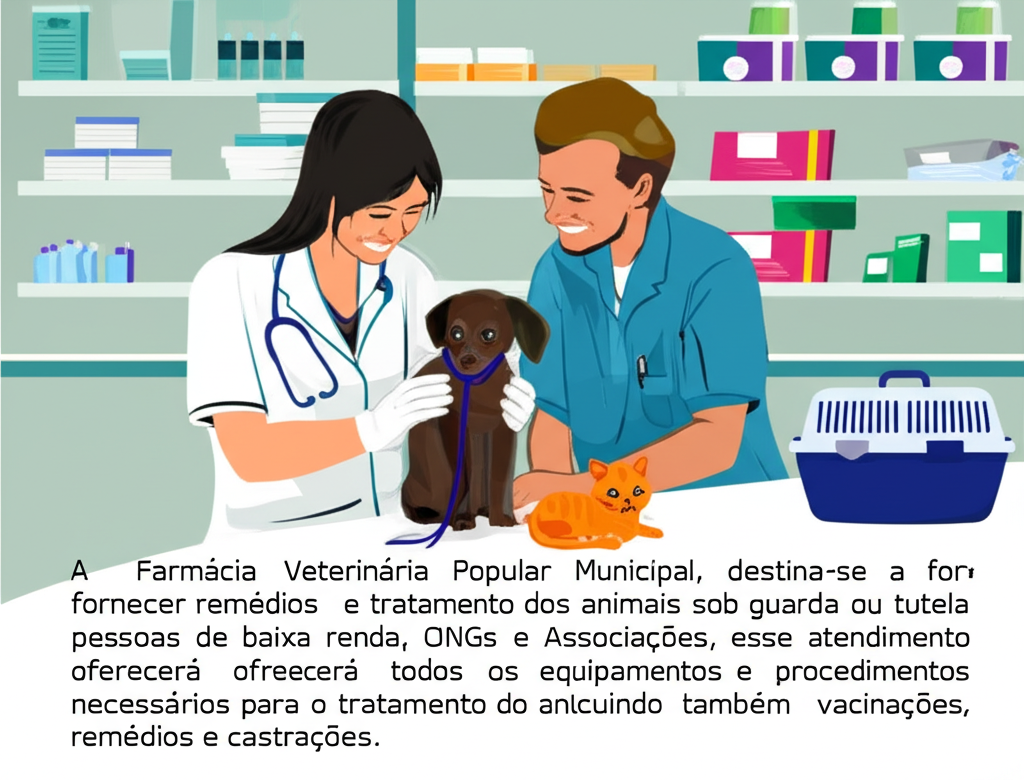 A Farmácia Veterinária Popular Municipal, destina-se a for
fornecer remédios e tratamento dos animais sob guarda ou tutela
pessoas de baixa renda, ONGs e Associações, esse atendimento
oferecerá ofreecerá todos os equipamentos e procedimentos
necessários para o tratamento do anlcuindo também vacinações,
remédios e castrações.